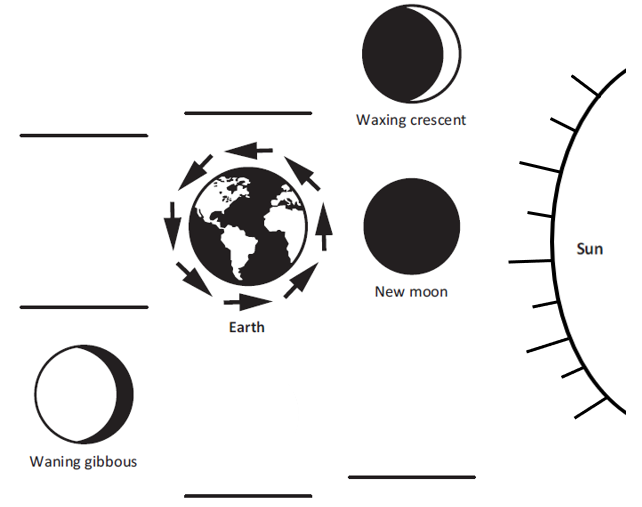 Waxing crescent
Sun
New moon
Earth
Waning gibbous